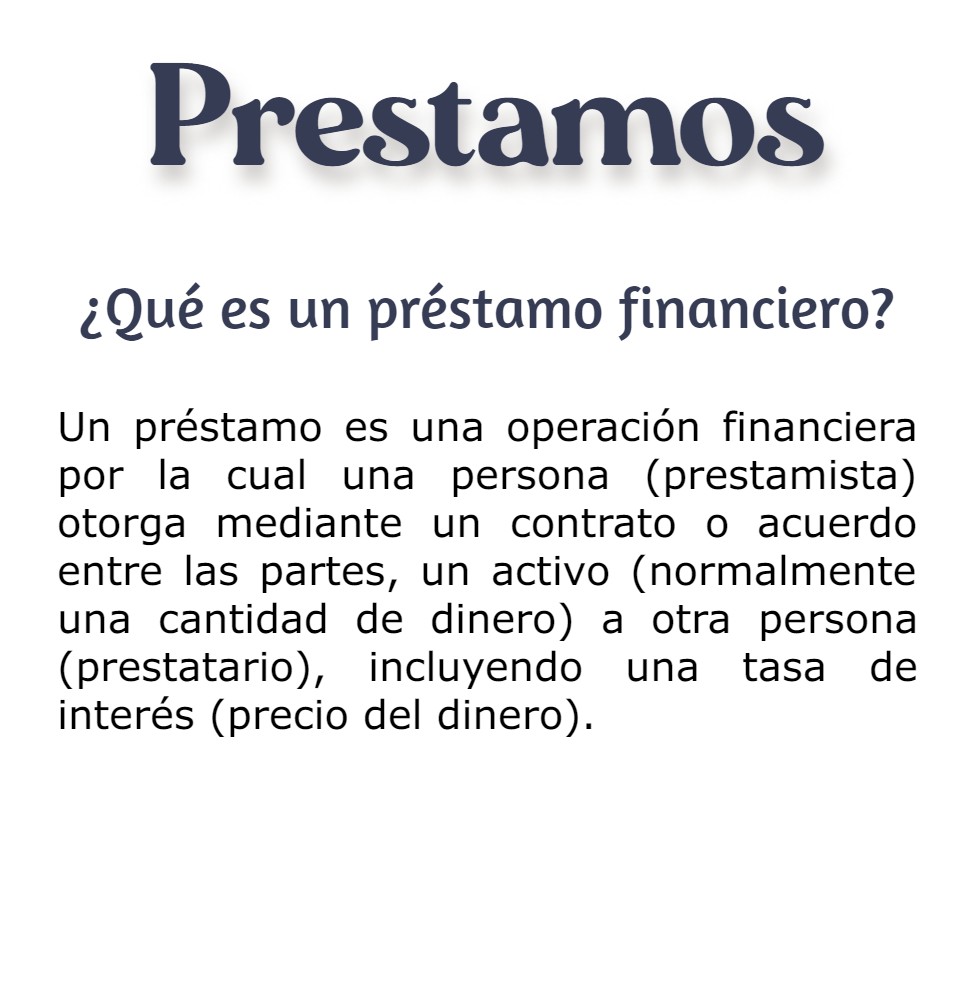 Prestamos
¿Qué es un préstamo financiero?
Un préstamo es una operación financiera
por la cual una persona (prestamista)
otorga mediante un contrato o acuerdo
entre las partes, un activo (normalmente
una cantidad de dinero) a otra persona
(prestatario), incluyendo una tasa de
interés (precio del dinero).